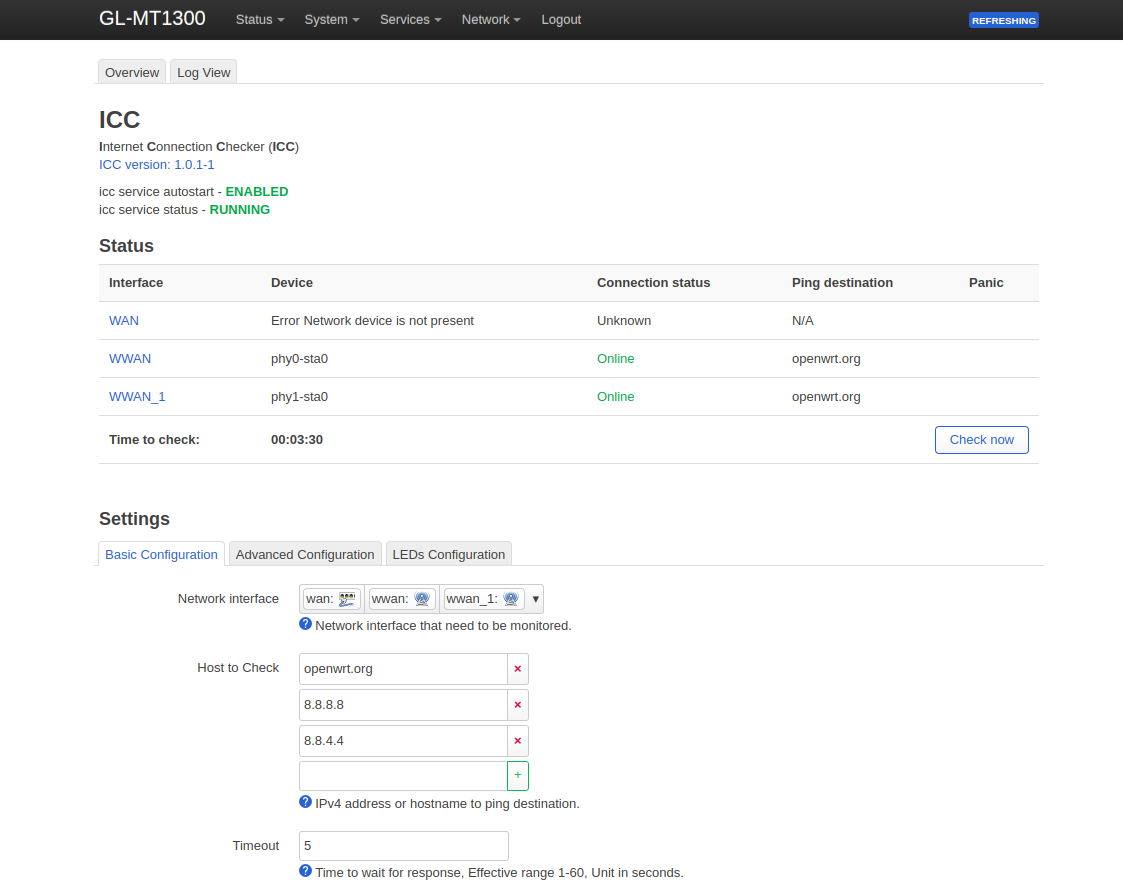 GL-MT1300 Status System Services Network Logout REFRESHING
Overview Log View
ICC
Internet Connection Checker (ICC)
ICC version: 1.0.1-1
icc service autostart - ENABLED
icc service status - RUNNING
Status
Interface Device Connection status Ping destination Panic
WAN Error Network device is not present Unknown N/A
WWAN phy0-sta0 Online openwrt.org
WWAN_1 phy1-sta0 Online openwrt.org
Time to check: 00:03:30 Check now
Settings
Basic Configuration Advanced Configuration LEDs Configuration
Network interface wan: wwan: wwan_1: ▾
? Network interface that need to be monitored.
Host to Check openwrt.org ×
8.8.8.8 ×
8.8.4.4 ×
+
? IPv4 address or hostname to ping destination.
Timeout 5
? Time to wait for response, Effective range 1-60, Unit in seconds.